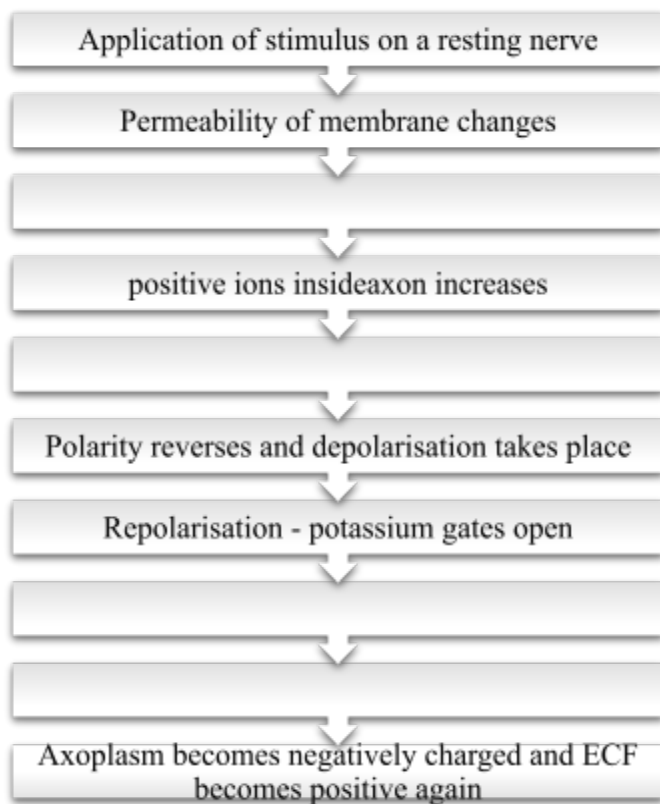 Application of stimulus on a resting nerve
Permeability of membrane changes
positive ions insideaxon increases
Polarity reverses and depolarisation takes place
Repolarisation - potassium gates open
Axoplasm becomes negatively charged and ECF
becomes positive again